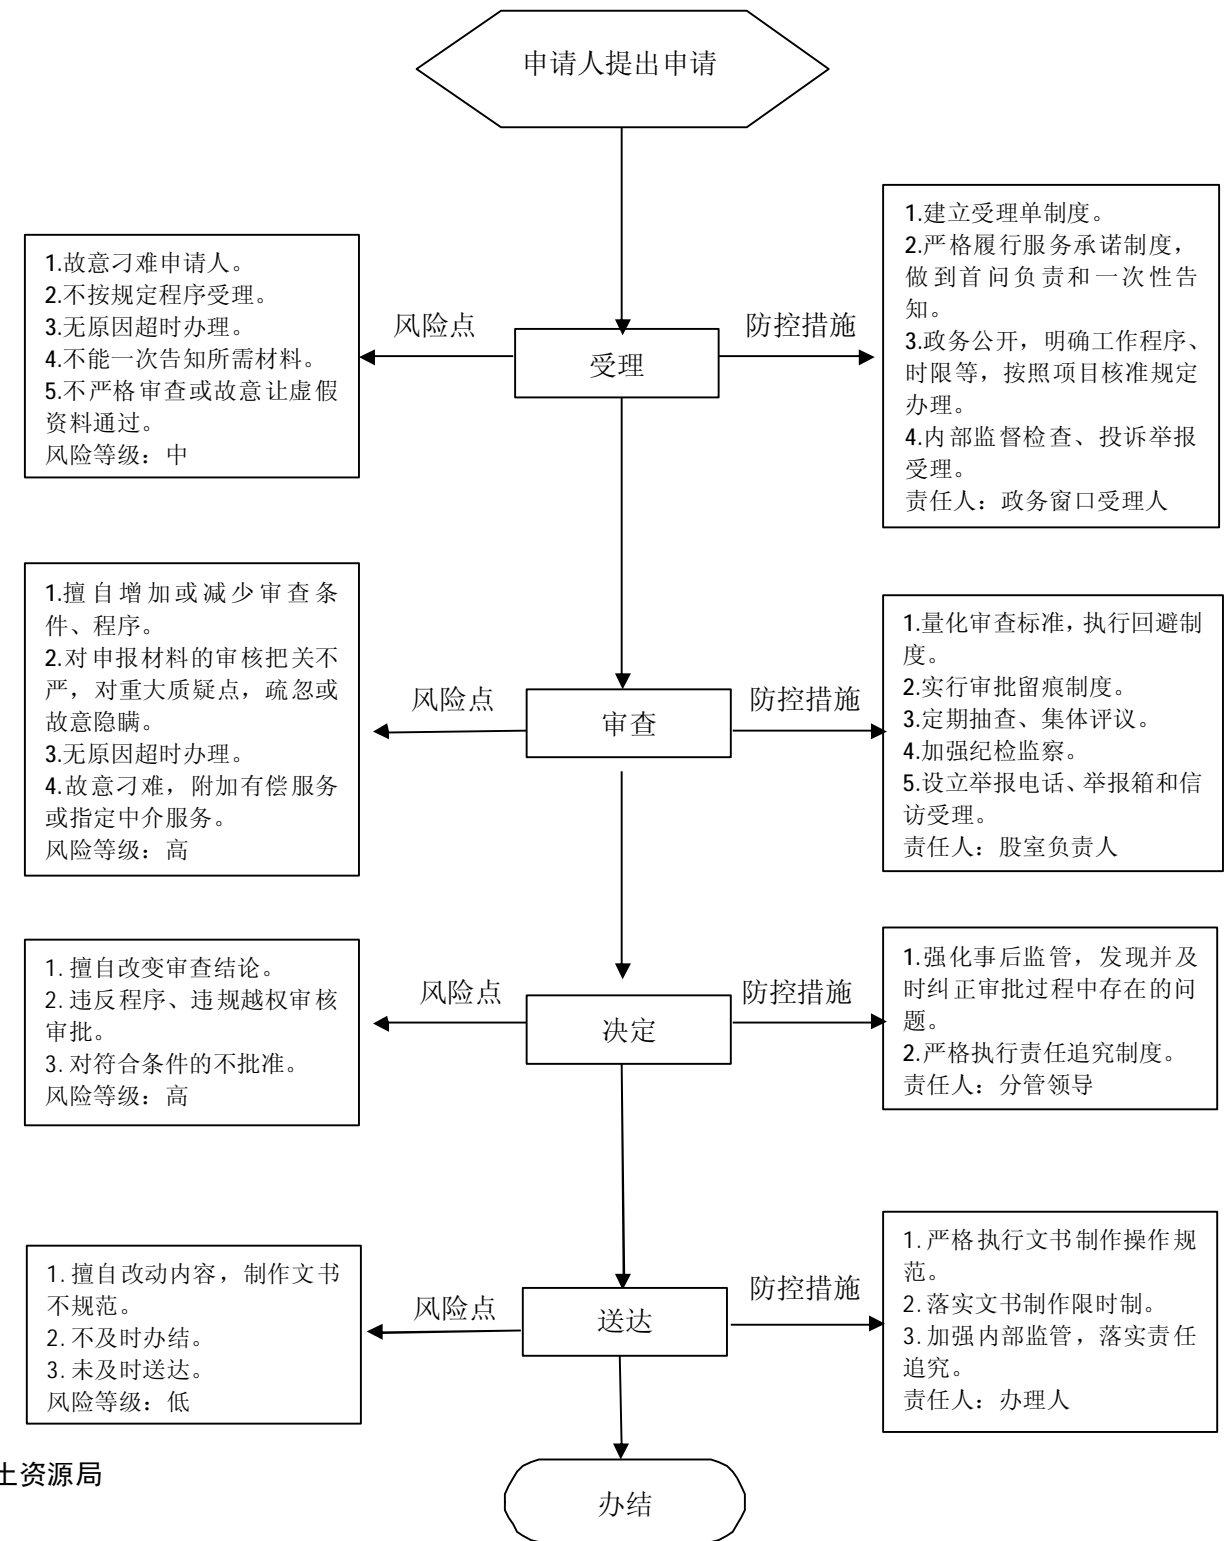 申请人提出申请
1.故意刁难申请人。
2.不按规定程序受理。
3.无原因超时办理。
4.不能一次告知所需材料。
5.不严格审查或故意让虚假
资料通过。
风险等级：中
风险点
受理
防控措施
1.建立受理单制度。
2.严格履行服务承诺制度，
做到首问负责和一次性告
知。
3.政务公开，明确工作程序、
时限等，按照项目核准规定
办理。
4.内部监督检查、投诉举报
受理。
责任人：政务窗口受理人
1.擅自增加或减少审查条
件、程序。
2.对申报材料的审核把关不
严，对重大质疑点，疏忽或
故意隐瞒。
3.无原因超时办理。
4.故意刁难，附加有偿服务
或指定中介服务。
风险等级：高
风险点
审查
防控措施
1.量化审查标准，执行回避制
度。
2.实行审批留痕制度。
3.定期抽查、集体评议。
4.加强纪检监察。
5.设立举报电话、举报箱和信
访受理。
责任人：股室负责人
1.擅自改变审查结论。
2.违反程序、违规越权审核
审批。
3.对符合条件的不批准。
风险等级：高
风险点
决定
防控措施
1.强化事后监管，发现并及
时纠正审批过程中存在的问
题。
2.严格执行责任追究制度。
责任人：分管领导
1.擅自改动内容，制作文书
不规范。
2.不及时办结。
3.未及时送达。
风险等级：低
风险点
送达
防控措施
1.严格执行文书制作操作规
范。
2.落实文书制作限时制。
3.加强内部监管，落实责任
追究。
责任人：办理人
土资源局
办结